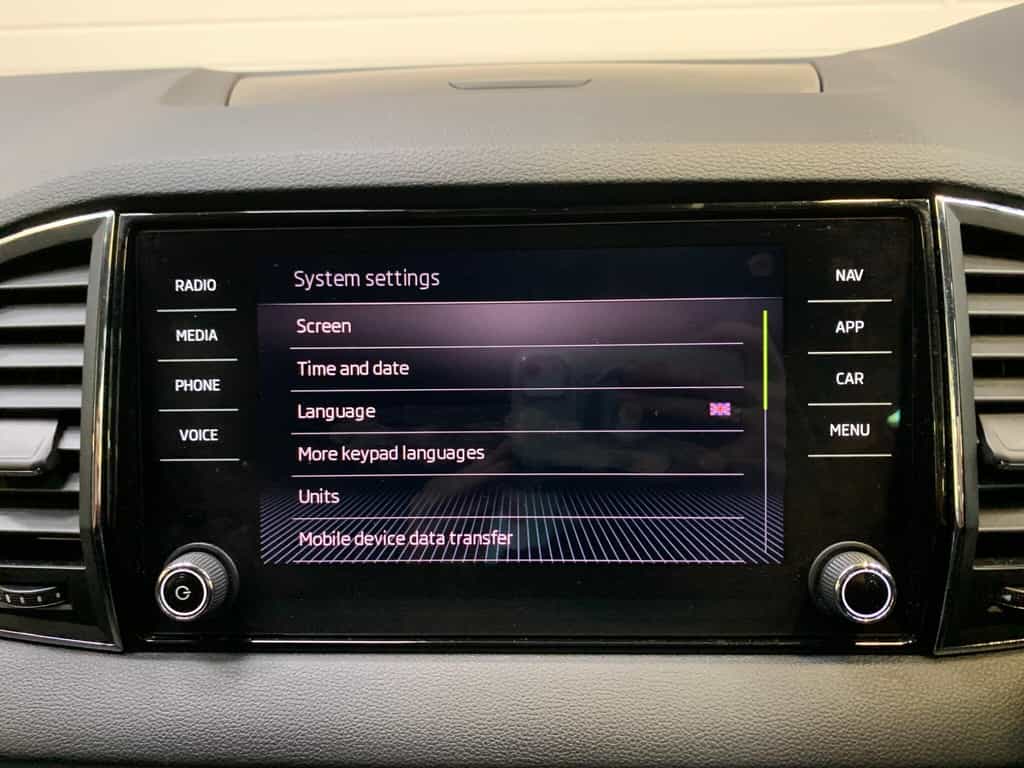 RADIO
MEDIA
PHONE
VOICE
System settings
Screen
Time and date
Language
More keypad languages
Units
Mobile device data transfer
NAV
APP
CAR
MENU